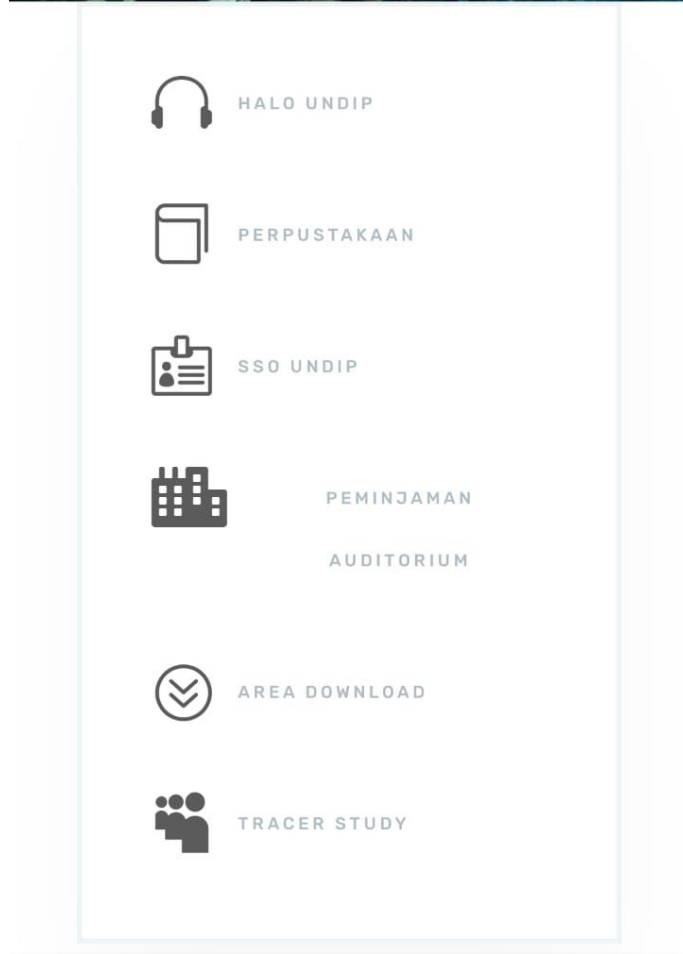 HALO UNDIP
PERPUSTAKAAN
SSO UNDIP
PEMINJAMAN
AUDITORIUM
AREA DOWNLOAD
TRACER STUDY